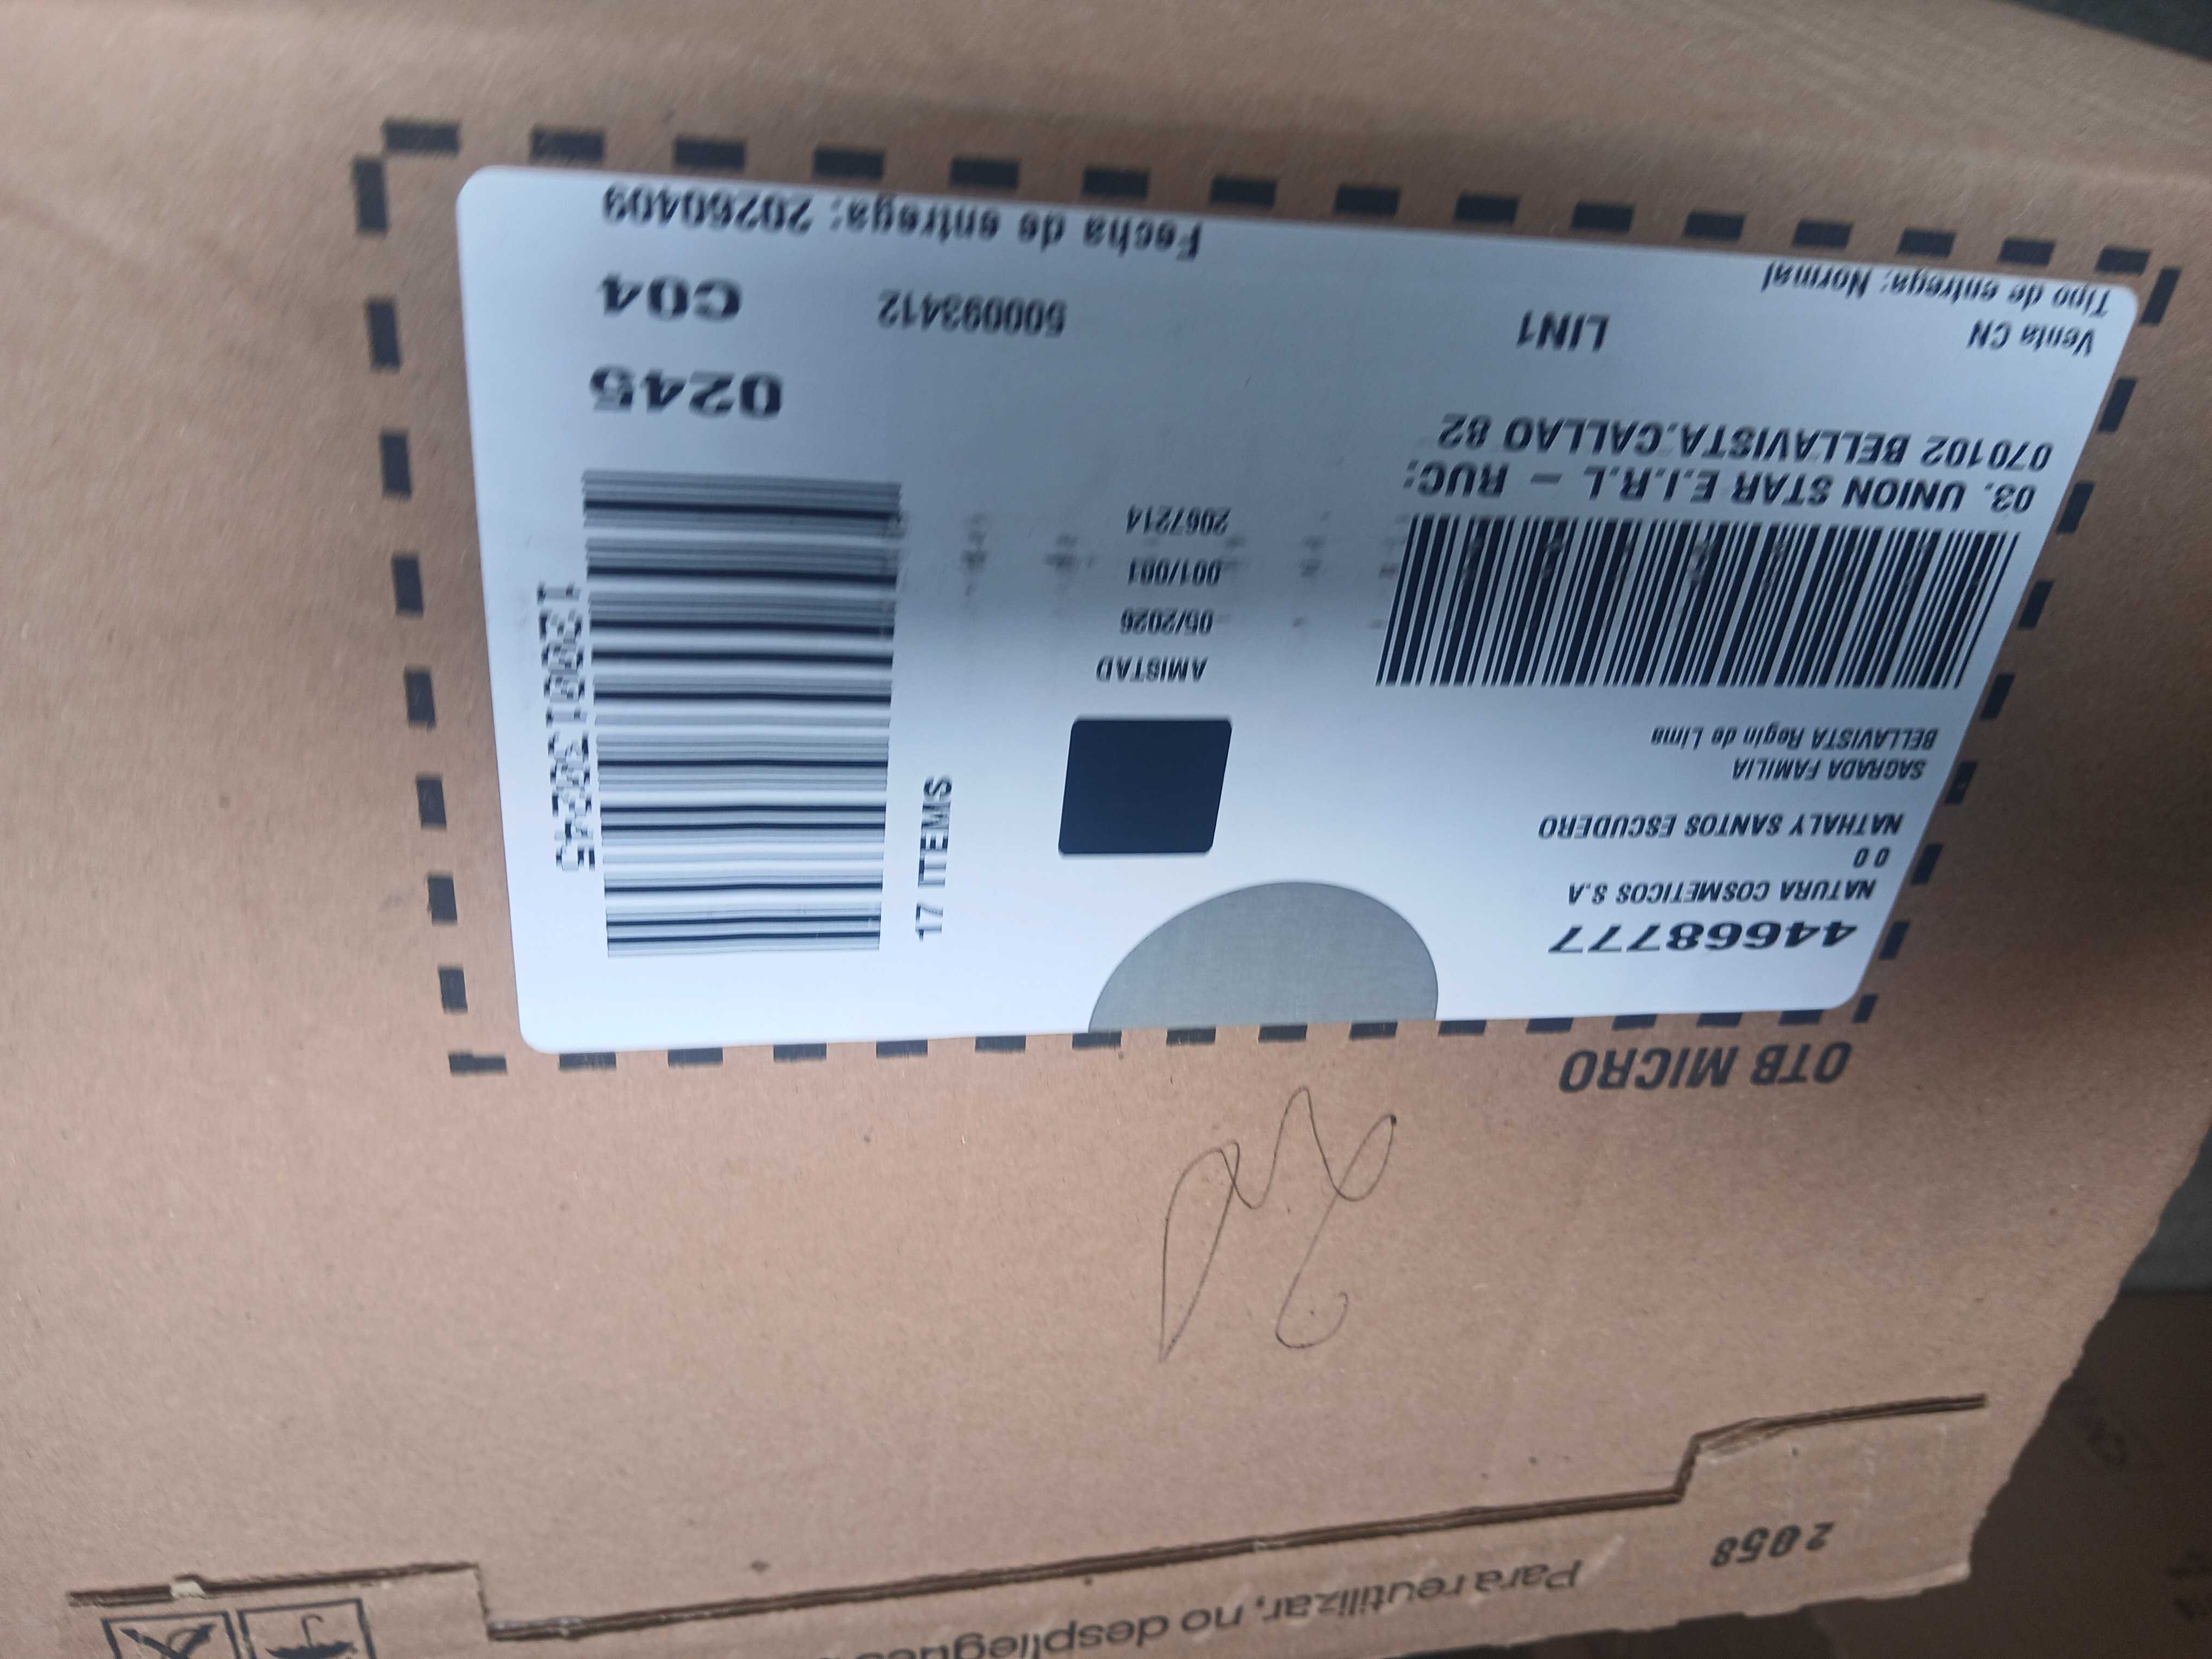 OTB MICRO
44668777
NATURA COSMETICOS S.A
0 0
NATHALY SANTOS ESCUDERO
SAGRADA FAMILIA
BELLAVISTA Regin de Lima
03. UNION STAR E.I.R.L - RUC:
070102 BELLAVISTA.CALLAO 82
Venta CN
LIN1
500093412
C04
Tipo de entrega: Normal
Fecha de entrega: 20260409
AMISTAD
05/2026
001/001
2067214
17 ITEMS
0245
2058
Para reutilizar, no despliegue